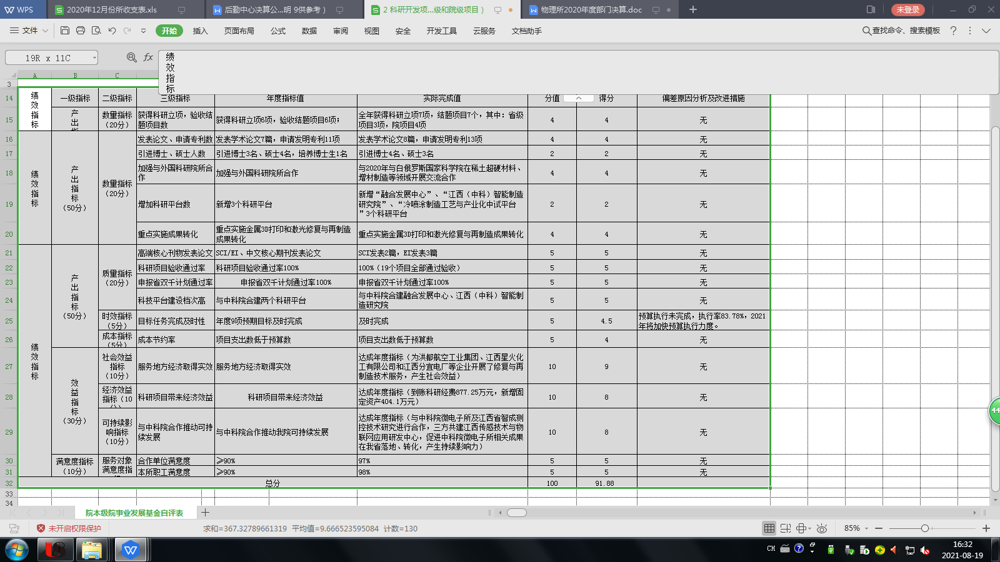 WPS 2020年12月份所收支表.xls 后勤中心决算公...明 9供参考） 2 科研开发项...级和院级项目） 物理所2020年度部门决算.doc + 未登录
文件 开始 插入 页面布局 公式 数据 审阅 视图 安全 开发工具 云服务 文档助手 查找命令、搜索模板 ?
19R x 11C fx 绩
效
指
标
A B C
3
14 绩效指标 一级指标 二级指标 三级指标 年度指标值 实际完成值 分值 得分 偏差原因分析及改进措施
15 产出 数量指标（20分） 获得科研立项，验收结题项目数 获得科研立项6项，验收结题项目6项； 全年获得科研立项7项，结题项目7个，其中：省级项目3项，院项目4项 4 4 无
16 绩效指标 产出指标（50分） 数量指标（20分） 发表论文、申请专利数 发表学术论文7篇，申请发明专利11项 发表学术论文8篇，申请发明专利13项 4 4 无
17 引进博士、硕士人数 引进博士3名、硕士4名，培养博士生1名 引进博士4名、硕士3名 2 2 无
18 加强与外国科研院所合作 加强与外国科研院所合作 与2020年与白俄罗斯国家科学院在稀土超硬材料、增材制造等领域开展交流合作 4 4 无
19 增加科研平台数 新增3个科研平台 新增“融合发展中心”、“江西（中科）智能制造研究院”、“冷喷涂制造工艺与产业化中试平台”3个科研平台 2 2 无
20 重点实施成果转化 重点实施金属3D打印和激光修复与再制造成果转化 重点实施金属3D打印和激光修复与再制造成果转化 4 4 无
21 绩效指标 产出指标（50分） 质量指标（20分） 高端核心刊物发表论文 SCI/EI、中文核心期刊发表论文 SCI发表2篇，EI发表3篇 5 5 无
22 科研项目验收通过率 科研项目验收通过率100% 100%（19个项目全部通过验收） 5 5 无
23 申报省双千计划通过率 申报省双千计划通过率100% 申报省双千计划通过率100% 5 5 无
24 科技平台建设档次高 与中科院合建两个科研平台 与中科院合建融合发展中心、江西（中科）智能制造研究院 5 5 无
25 时效指标（5分） 目标任务完成及时性 年度9项预期目标及时完成 及时完成 5 4.5 预算执行未完成，执行率83.78%，2021年将加快预算执行力度。
26 成本指标（5分） 成本节约率 项目支出数低于预算数 项目支出数低于预算数 5 4 无
27 效益指标（30分） 社会效益指标（10分） 服务地方经济取得实效 服务地方经济取得实效 达成年度指标（为洪都航空工业集团、江西星火化工有限公司和江西分宜电厂等企业开展了修复与再制造技术服务，产生社会效益） 10 9 无
28 经济效益指标（10 科研项目带来经济效益 科研项目带来经济效益 达成年度指标（到账科研经费877.25万元，新增固定资产404.1万元） 10 8 无
29 可持续影响指标（10分） 与中科院合作推动可持续发展 与中科院合作推动我院可持续发展 达成年度指标（与中科院微电子所及江西省智成测控技术研究进行合作，三方共建江西传感技术与物联网应用研发中心，促进中科院微电子所相关成果在我省落地、转化，产生持续影响力） 10 8 无
30 满意度指标（10分） 服务对象满意度指 合作单位满意度 ≥90% 97% 5 5 无
31 本所职工满意度 ≥90% 98% 5 5 无
32 总分 100 91.88
33
34
院本级院事业发展基金自评表 +
未开启权限保护 求和=367.32789661319 平均值=9.666523595084 计数=130 85%
44
CH 16:32
2021-08-19